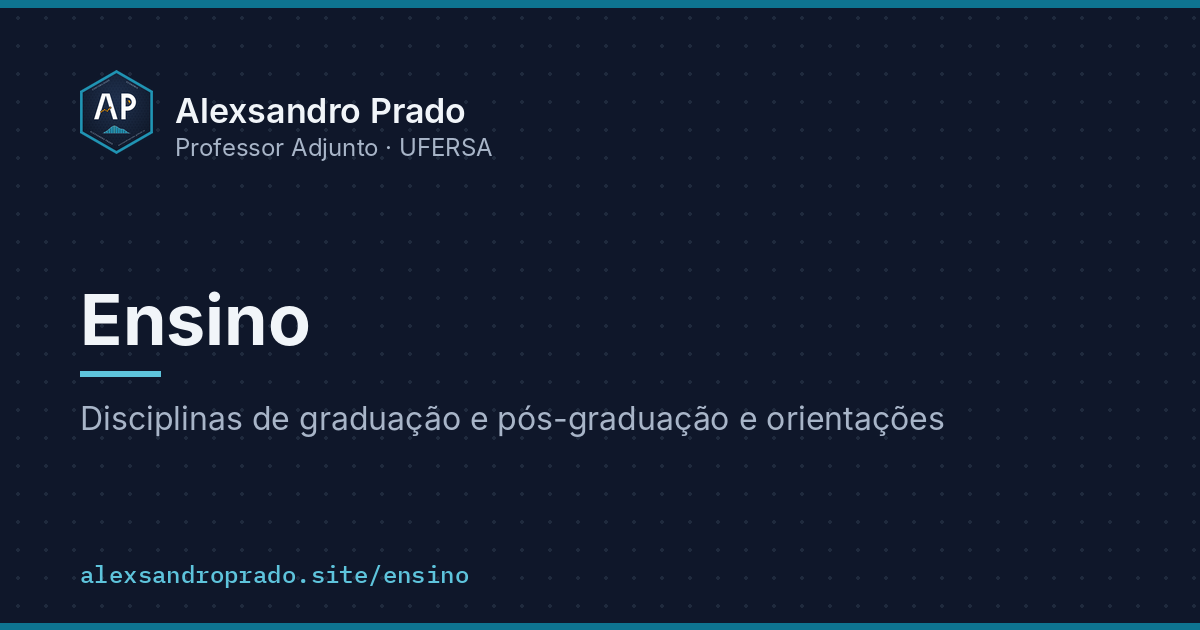 AP
Alexsandro Prado
Professor Adjunto · UFERSA
Ensino
Disciplinas de graduação e pós-graduação e orientações
alexsandroprado.site/ensino